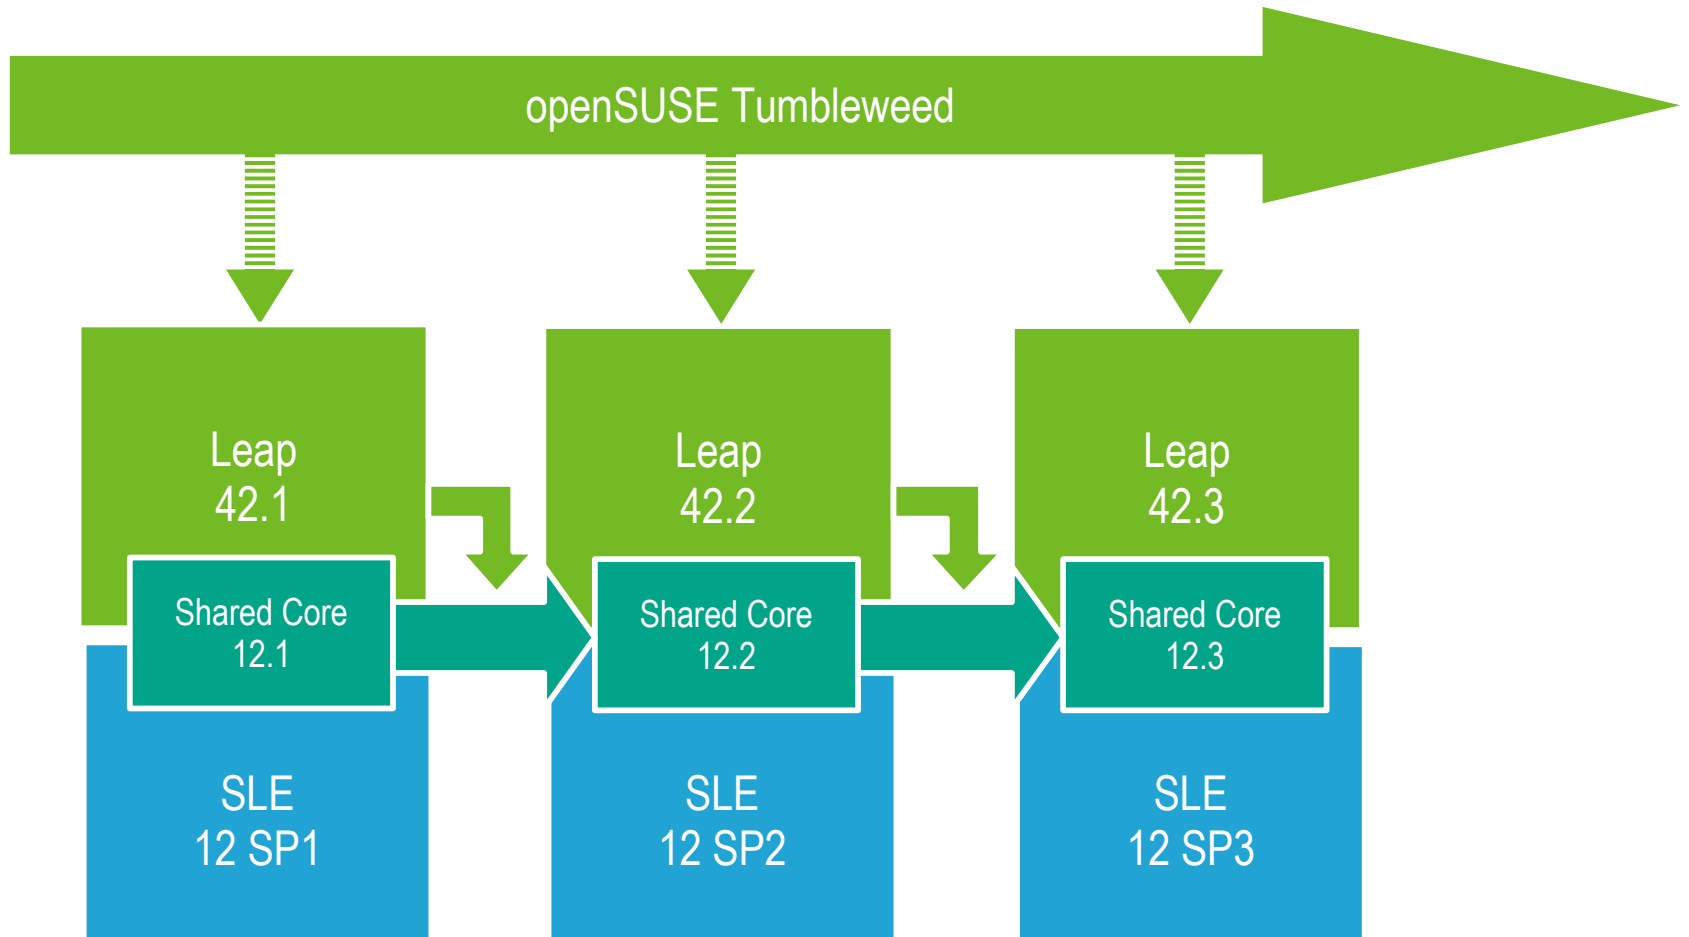 openSUSE Tumbleweed
Leap
42.1
Leap
42.2
Leap
42.3
Shared Core
12.1
Shared Core
12.2
Shared Core
12.3
SLE
12 SP1
SLE
12 SP2
SLE
12 SP3